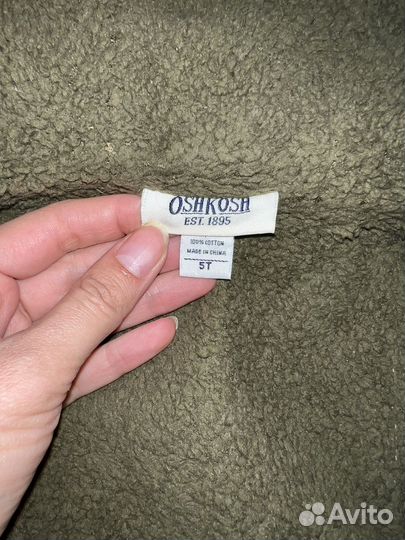 OSHKOSH
EST. 1895
100% COTTON
MADE IN CHINA
5T
Avito